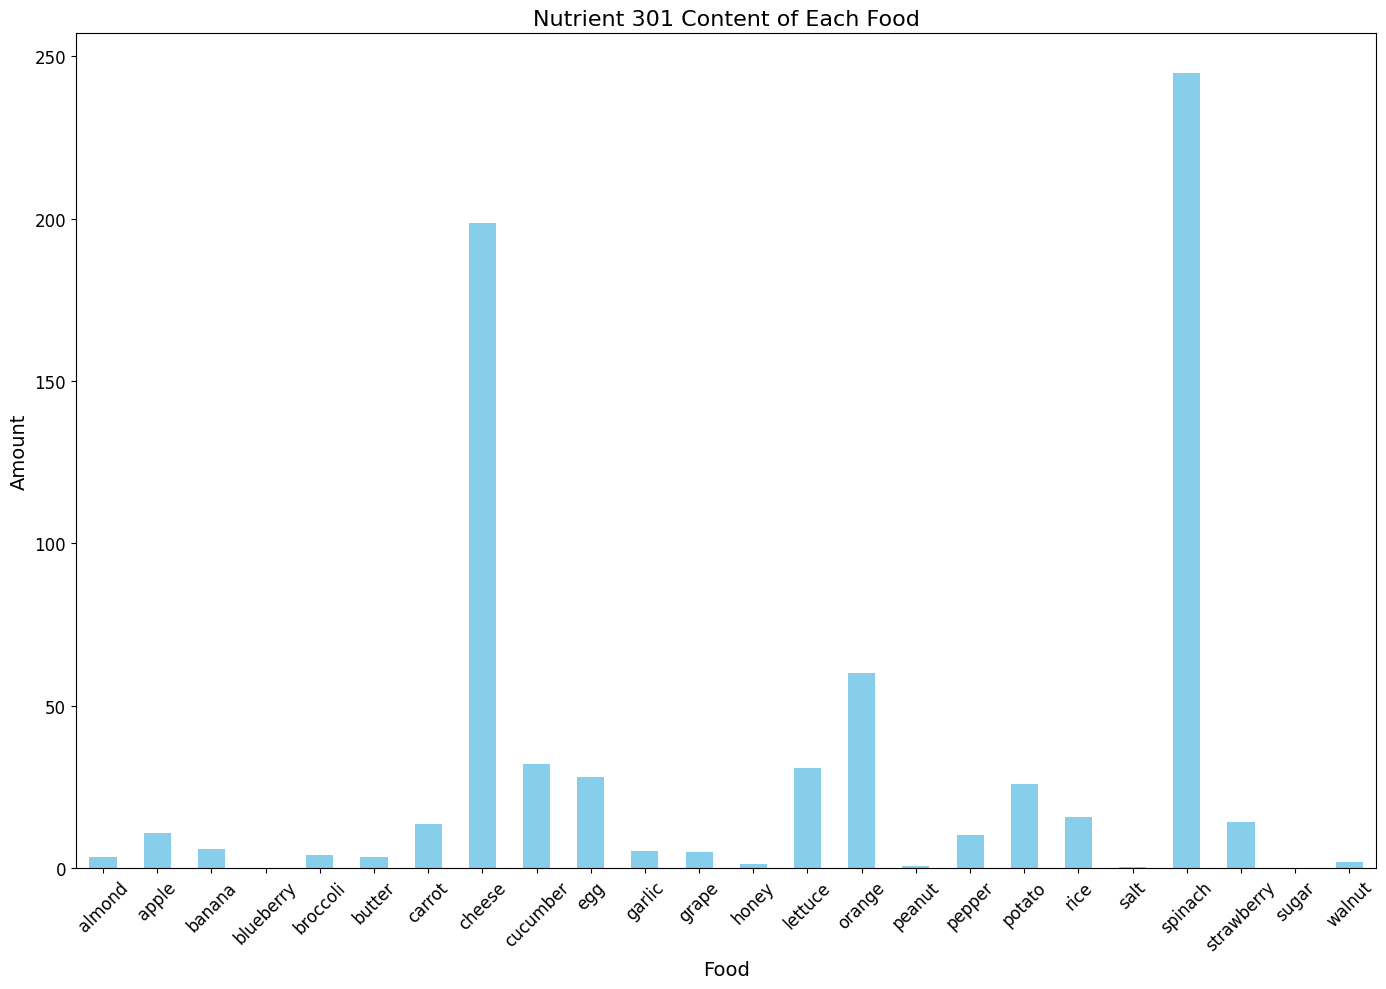 Nutrient 301 Content of Each Food
250
200
150
100
50
0
Amount
almond
apple
banana
blueberry
broccoli
butter
carrot
cheese
cucumber
egg
garlic
grape
honey
lettuce
orange
peanut
pepper
potato
rice
salt
spinach
strawberry
sugar
walnut
Food